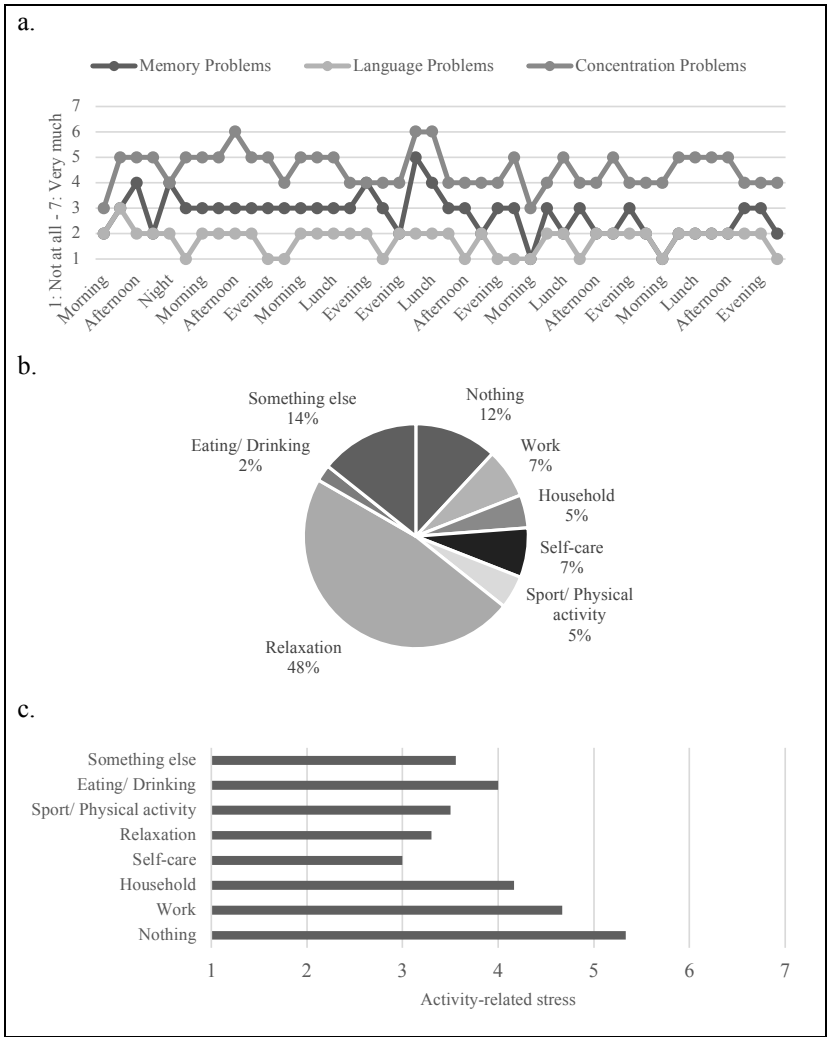 a.
Memory Problems Language Problems Concentration Problems
1: Not at all - 7: Very much
7
6
5
4
3
2
1
Morning
Afternoon
Night
Morning
Afternoon
Evening
Morning
Lunch
Evening
Evening
Lunch
Afternoon
Evening
Morning
Lunch
Afternoon
Evening
Morning
Lunch
Afternoon
Evening
b.
Nothing
12%
Work
7%
Household
5%
Self-care
7%
Sport/ Physical
activity
5%
Relaxation
48%
Eating/ Drinking
2%
Something else
14%
c.
Something else
Eating/ Drinking
Sport/ Physical activity
Relaxation
Self-care
Household
Work
Nothing
1 2 3 4 5 6 7
Activity-related stress